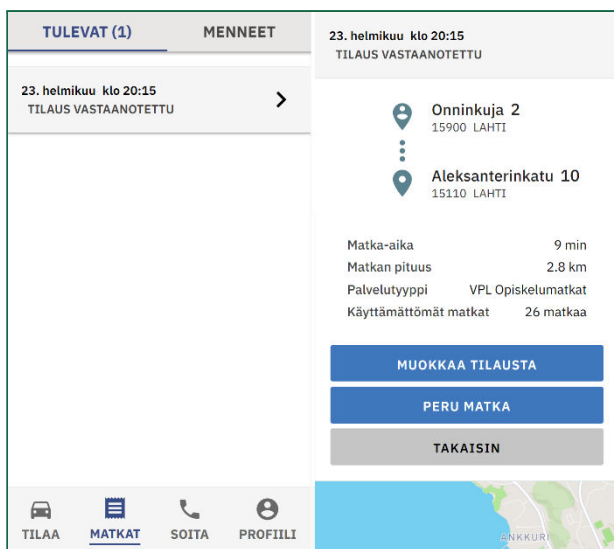 TULEVAT (1) MENNEET
23. helmikuu klo 20:15
TILAUS VASTAANOTETTU
TILAA MATKAT SOITA PROFIILI
23. helmikuu klo 20:15
TILAUS VASTAANOTETTU
Onninkuja 2
15900 LAHTI
Aleksanterinkatu 10
15110 LAHTI
Matka-aika 9 min
Matkan pituus 2.8 km
Palvelutyyppi VPL Opiskelumatkat
Käyttämättömät matkat 26 matkaa
MUOKKAA TILAUSTA
PERU MATKA
TAKAISIN
ANKKURI